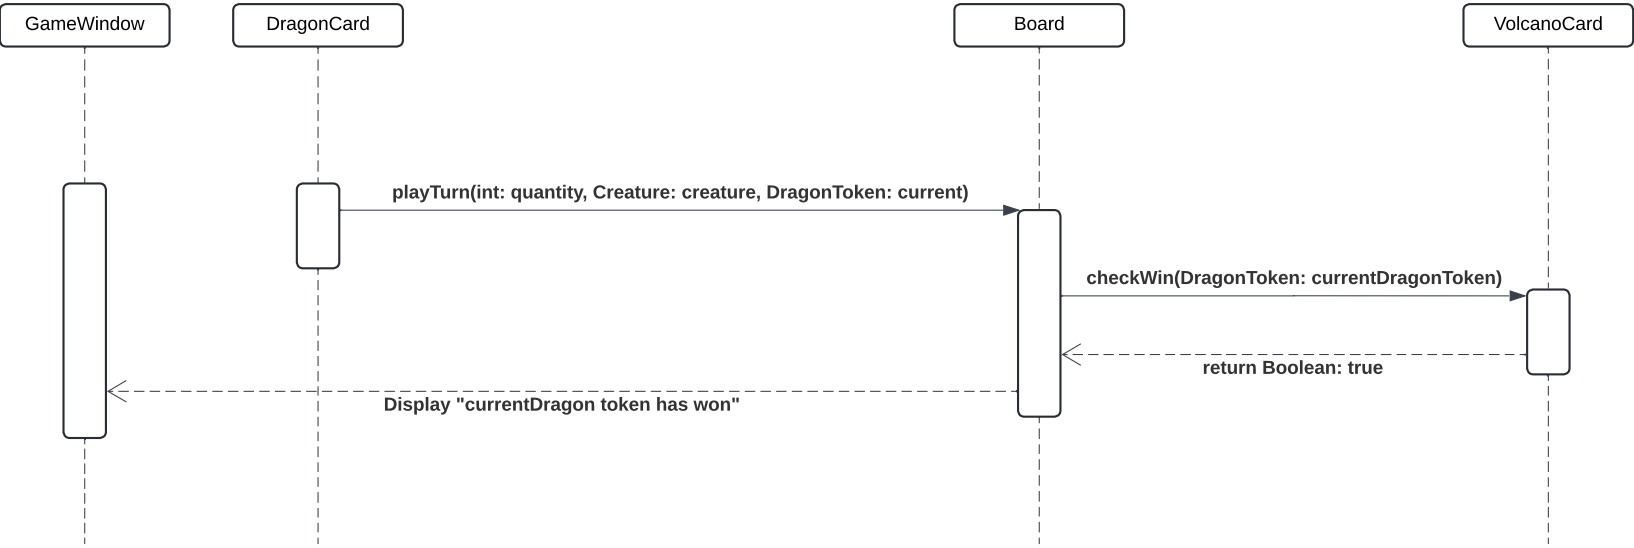 GameWindow
DragonCard
Board
VolcanoCard
playTurn(int: quantity, Creature: creature, DragonToken: current)
checkWin(DragonToken: currentDragonToken)
return Boolean: true
Display "currentDragon token has won"